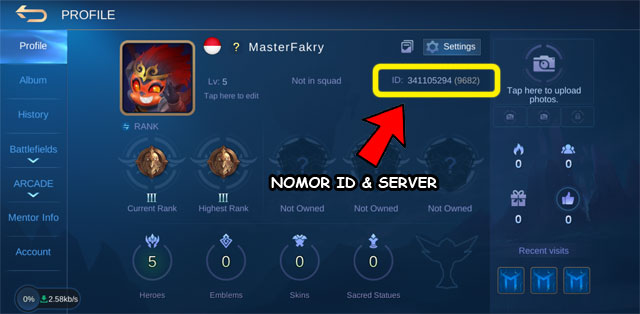 PROFILE
Profile
Album
History
Battlefields
ARCADE
Mentor Info
Account
0%
2.58kb/s
? MasterFakry
Settings
Lv: 5
Not in squad
ID: 341105294 (9682)
Tap here to edit
RANK
III
III
?
Current Rank
Highest Rank
Not Owned
Not Owned
Not Owned
NOMOR ID & SERVER
5
0
0
0
Heroes
Emblems
Skins
Sacred Statues
Tap here to upload
photos.
0
0
0
0
Recent visits